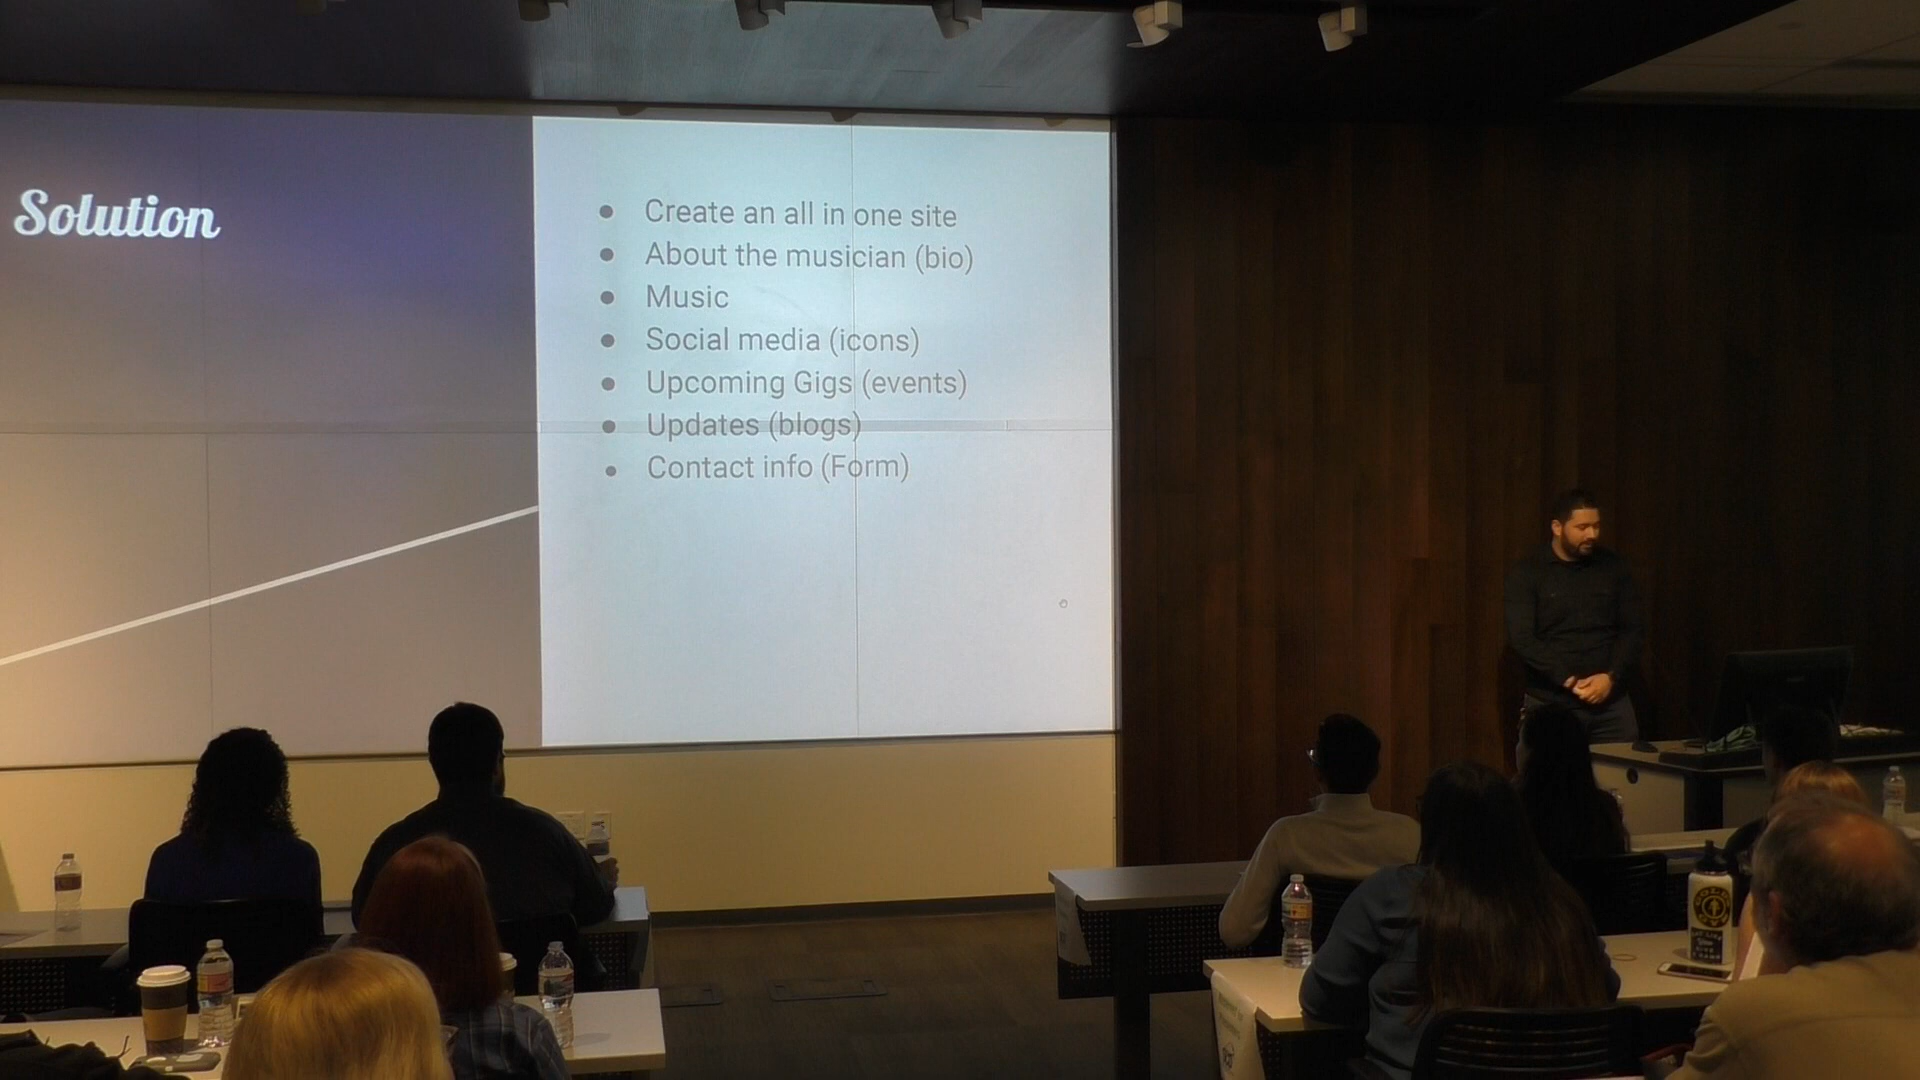 Solution
● Create an all in one site
● About the musician (bio)
● Music
● Social media (icons)
● Upcoming Gigs (events)
● Updates (blogs)
● Contact info (Form)